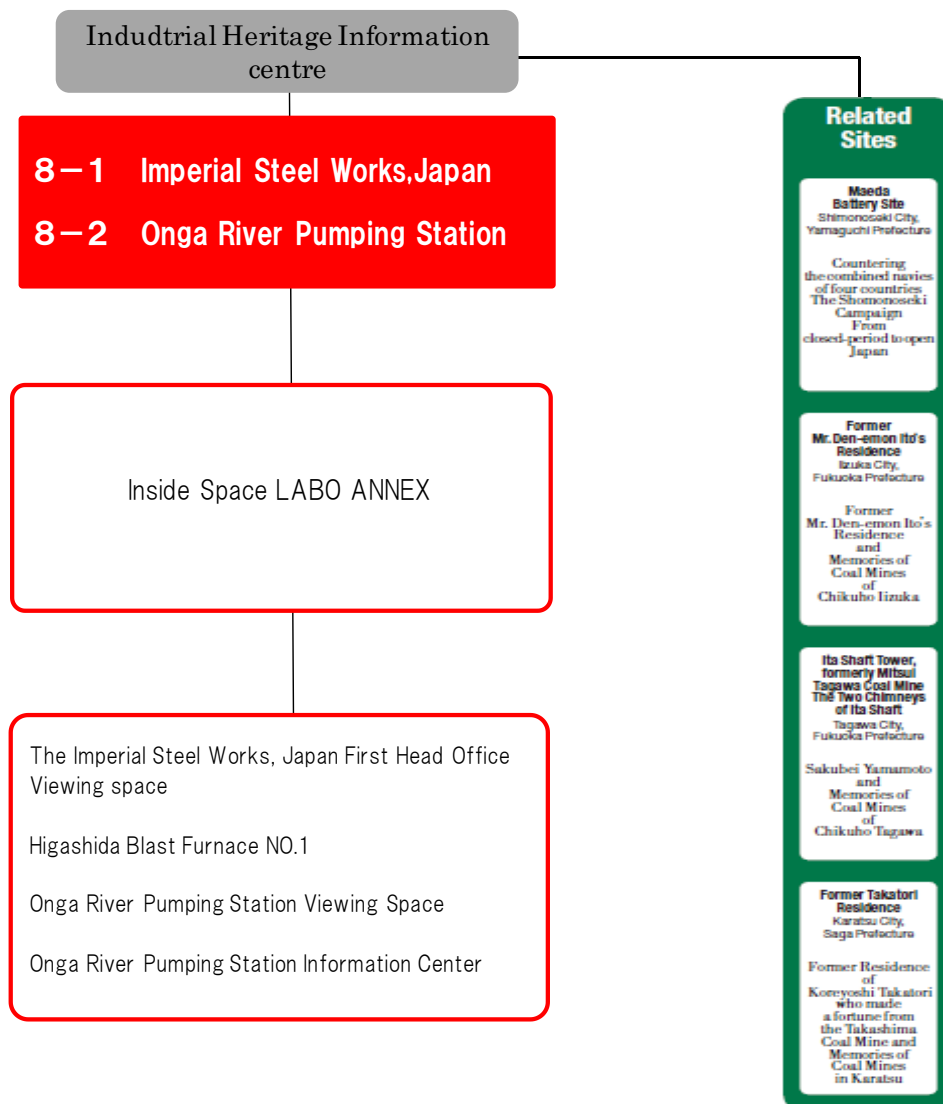 Indudtrial Heritage Information
centre
8－1 Imperial Steel Works,Japan
8－2 Onga River Pumping Station
Inside Space LABO ANNEX
The Imperial Steel Works, Japan First Head Office
Viewing space
Higashida Blast Furnace NO.1
Onga River Pumping Station Viewing Space
Onga River Pumping Station Information Center
Related
Sites
Maeda
Battery Site
Shimonoseki City,
Yamaguchi Prefecture
Countering
the combined navies
of four countries
The Shomonoseki
Campaign
From
closed-period to open
Japan
Former
Mr. Den-emon Ito's
Residence
Iizuka City,
Fukuoka Prefecture
Former
Mr. Den-emon Ito's
Residence
and
Memories of
Coal Mines
of
Chikuho Iizuka
Ita Shaft Tower,
formerly Mitsui
Tagawa Coal Mine
The Two Chimneys
of Ita Shaft
Tagawa City,
Fukuoka Prefecture
Sakubei Yamamoto
and
Memories of
Coal Mines
of
Chikuho Tagawa
Former Takatori
Residence
Karatsu City,
Saga Prefecture
Former Residence
of
Koreyoshi Takatori
who made
a fortune from
the Takashima
Coal Mine and
Memories of
Coal Mines
in Karatsu